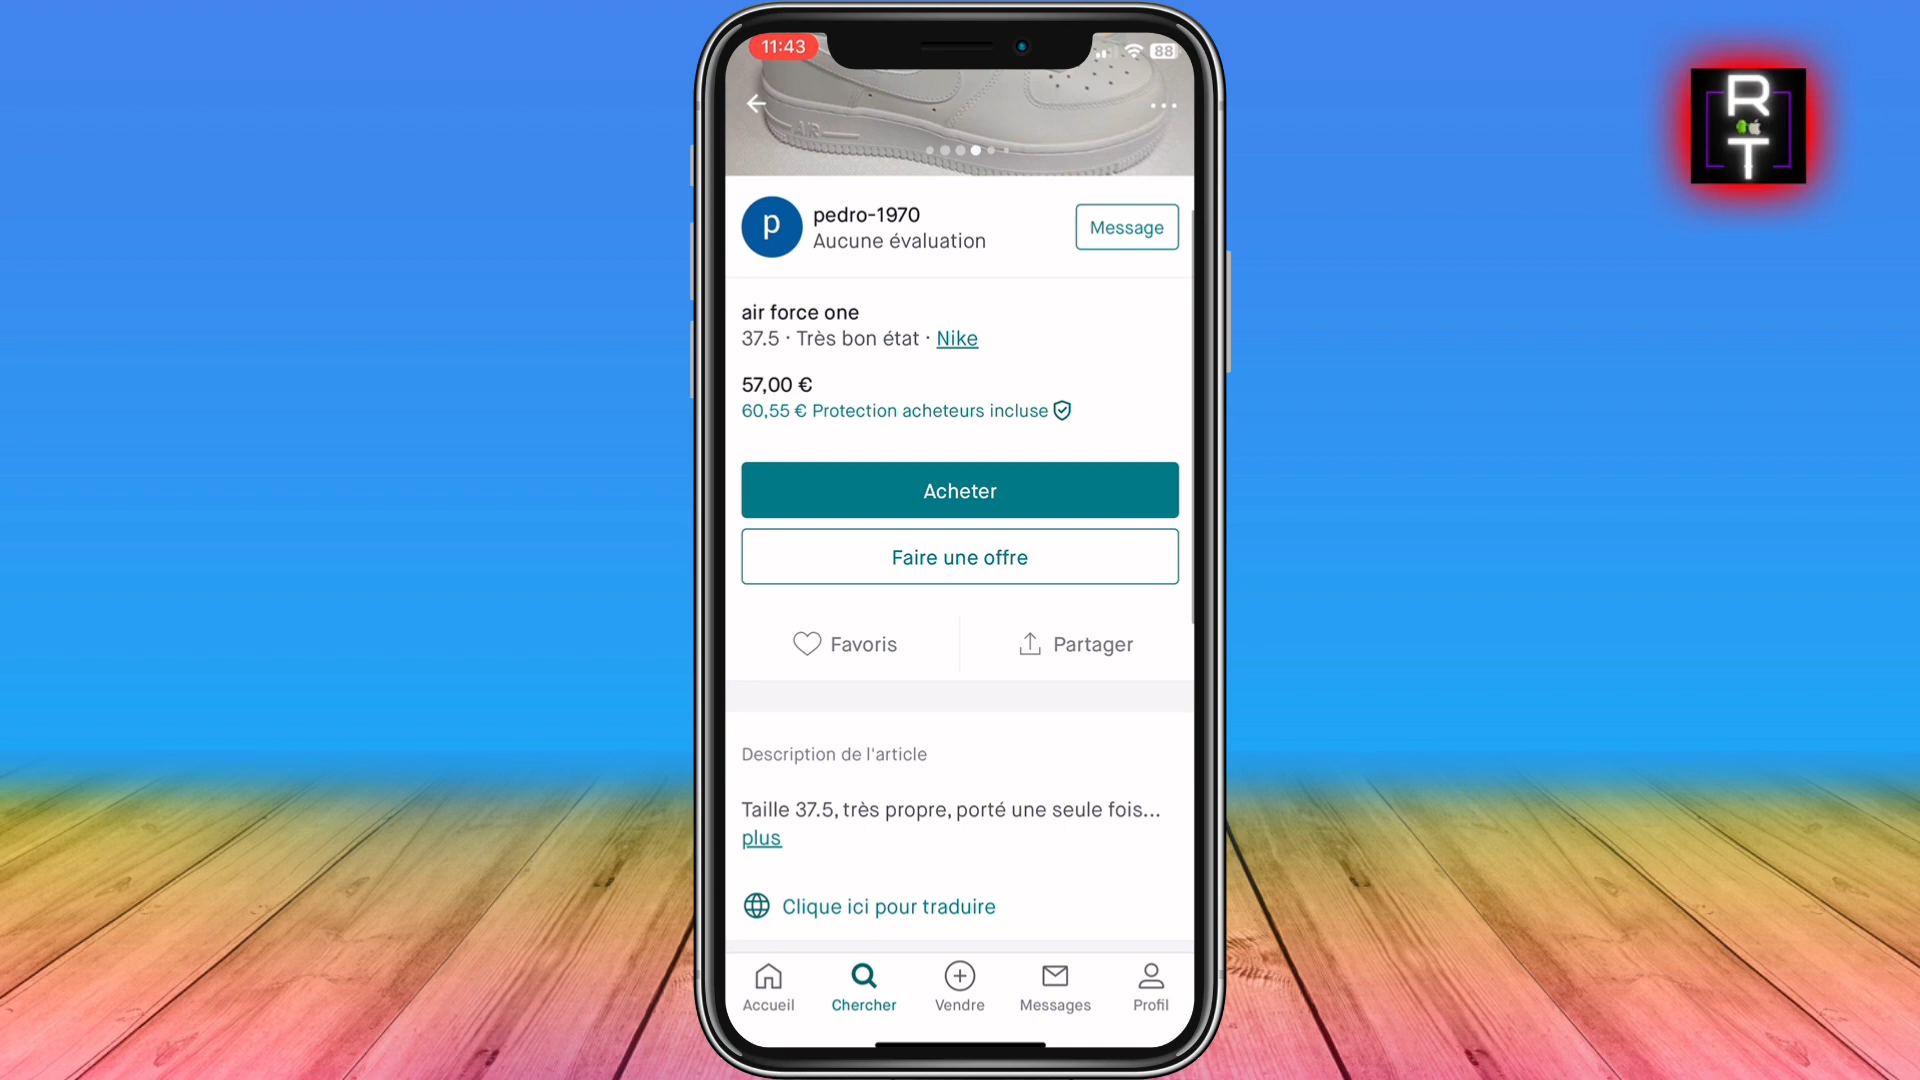 11:43
88
R
T
AIR
p
pedro-1970
Aucune évaluation
Message
air force one
37.5 · Très bon état · Nike
57,00 €
60,55 € Protection acheteurs incluse
Acheter
Faire une offre
Favoris
Partager
Description de l'article
Taille 37.5, très propre, porté une seule fois...
plus
Clique ici pour traduire
Accueil
Chercher
Vendre
Messages
Profil